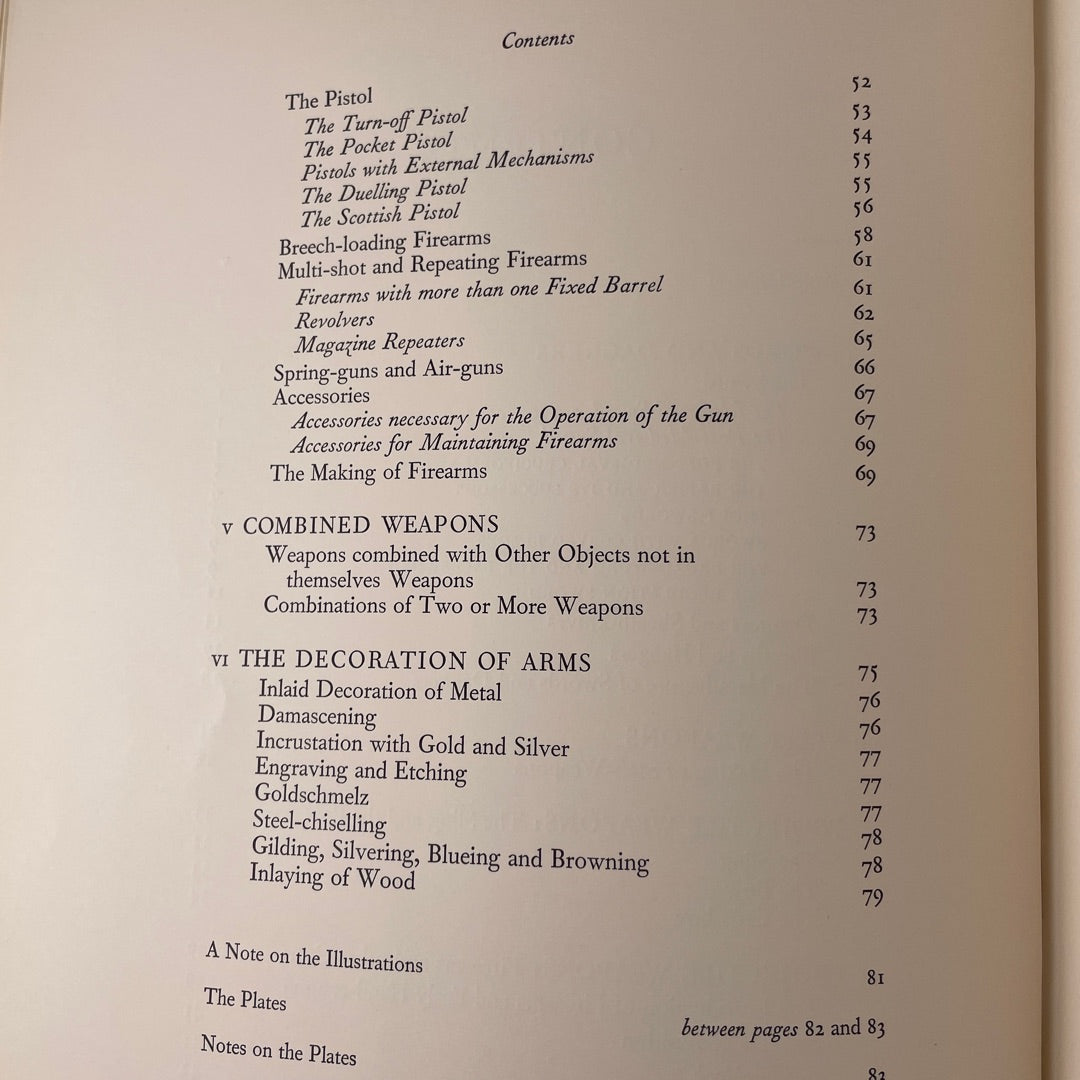 Contents
The Pistol 52
The Turn-off Pistol 53
The Pocket Pistol 54
Pistols with External Mechanisms 55
The Duelling Pistol 55
The Scottish Pistol 56
Breech-loading Firearms 58
Multi-shot and Repeating Firearms 61
Firearms with more than one Fixed Barrel 61
Revolvers 62
Magazine Repeaters 65
Spring-guns and Air-guns 66
Accessories 67
Accessories necessary for the Operation of the Gun 67
Accessories for Maintaining Firearms 69
The Making of Firearms 69
V COMBINED WEAPONS 73
Weapons combined with Other Objects not in
themselves Weapons 73
Combinations of Two or More Weapons 73
VI THE DECORATION OF ARMS 75
Inlaid Decoration of Metal 76
Damascening 76
Incrustation with Gold and Silver 77
Engraving and Etching 77
Goldschmelz 77
Steel-chiselling 78
Gilding, Silvering, Blueing and Browning 78
Inlaying of Wood 79
A Note on the Illustrations 81
The Plates between pages 82 and 83
Notes on the Plates